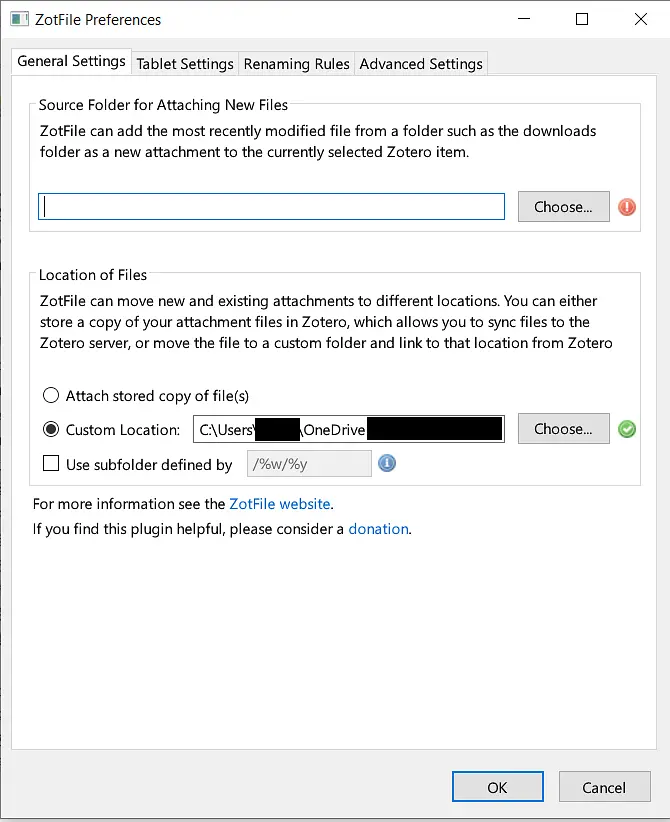 ZotFile Preferences
General Settings Tablet Settings Renaming Rules Advanced Settings
Source Folder for Attaching New Files
ZotFile can add the most recently modified file from a folder such as the downloads
folder as a new attachment to the currently selected Zotero item.
Choose...
Location of Files
ZotFile can move new and existing attachments to different locations. You can either
store a copy of your attachment files in Zotero, which allows you to sync files to the
Zotero server, or move the file to a custom folder and link to that location from Zotero
Attach stored copy of file(s)
Custom Location: C:\Users\ \OneDrive Choose...
Use subfolder defined by /%w/%y
For more information see the ZotFile website.
If you find this plugin helpful, please consider a donation.
OK Cancel